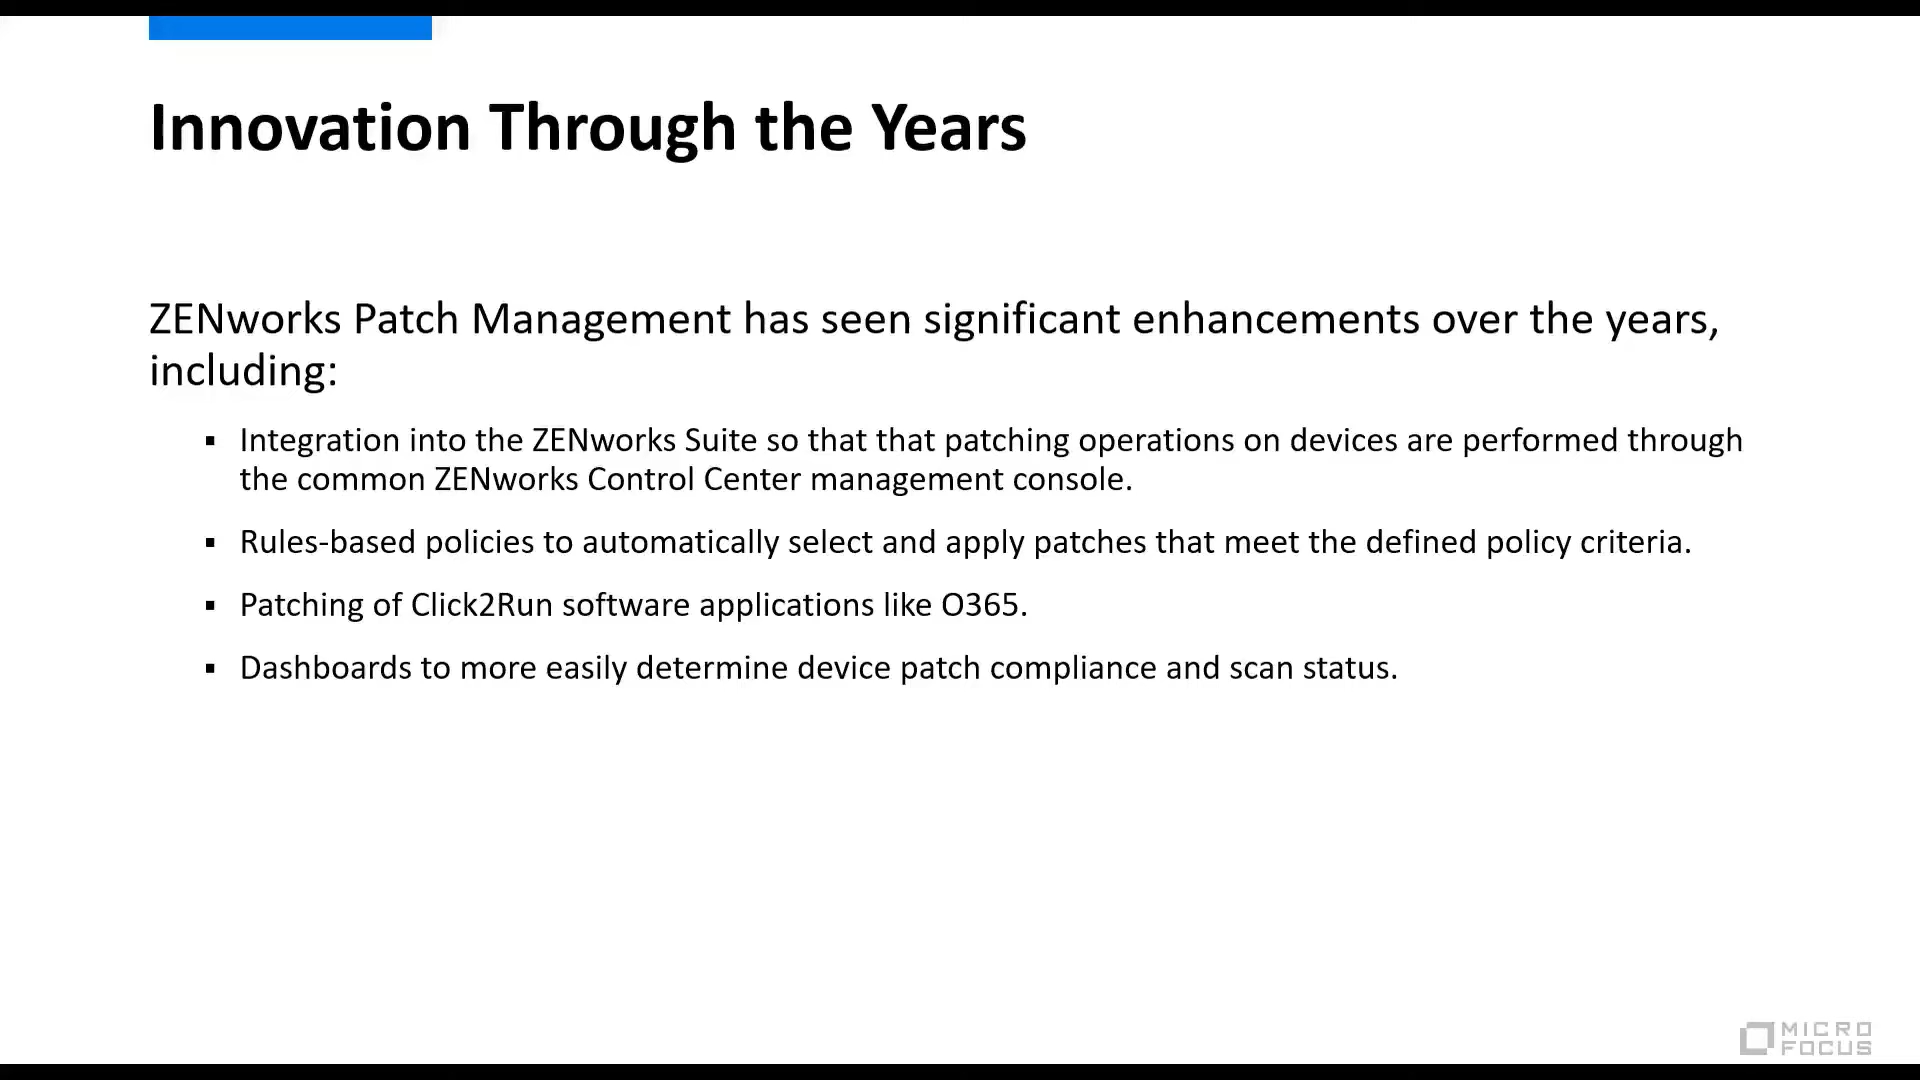 Innovation Through the Years
ZENworks Patch Management has seen significant enhancements over the years,
including:
▪ Integration into the ZENworks Suite so that that patching operations on devices are performed through
the common ZENworks Control Center management console.
▪ Rules-based policies to automatically select and apply patches that meet the defined policy criteria.
▪ Patching of Click2Run software applications like O365.
▪ Dashboards to more easily determine device patch compliance and scan status.
MICRO
FOCUS